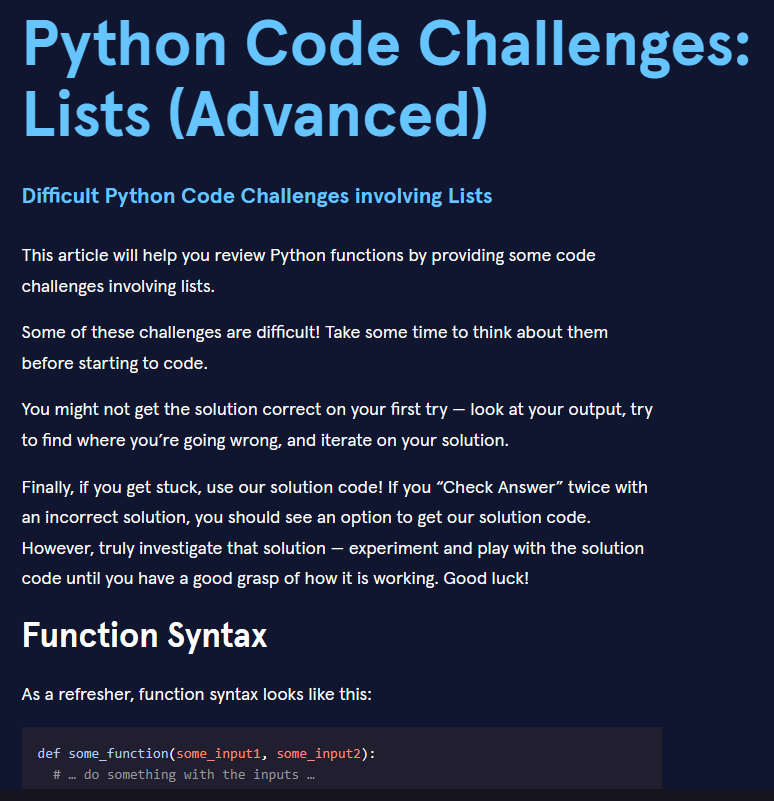 Python Code Challenges:
Lists (Advanced)
Difficult Python Code Challenges involving Lists
This article will help you review Python functions by providing some code
challenges involving lists.
Some of these challenges are difficult! Take some time to think about them
before starting to code.
You might not get the solution correct on your first try — look at your output, try
to find where you’re going wrong, and iterate on your solution.
Finally, if you get stuck, use our solution code! If you “Check Answer” twice with
an incorrect solution, you should see an option to get our solution code.
However, truly investigate that solution — experiment and play with the solution
code until you have a good grasp of how it is working. Good luck!
Function Syntax
As a refresher, function syntax looks like this:
def some_function(some_input1, some_input2):
  # … do something with the inputs …